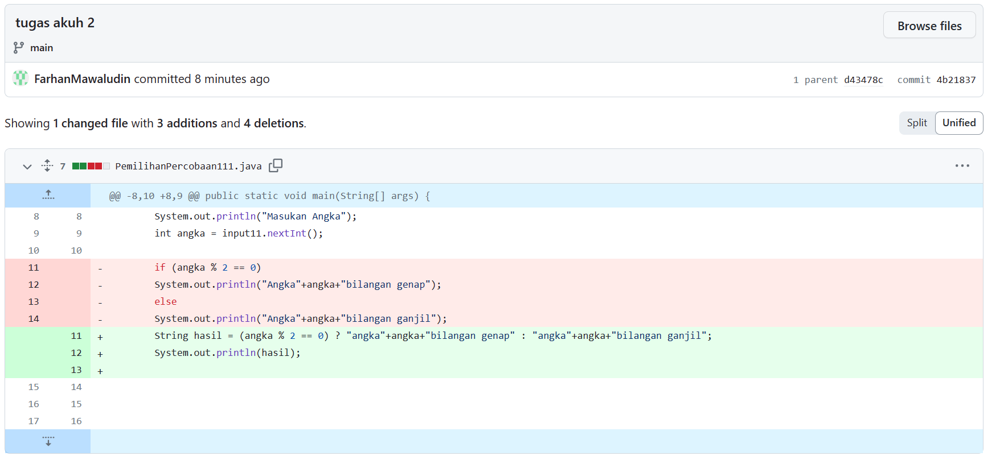 tugas akuh 2
Browse files
main
FarhanMawaludin committed 8 minutes ago
1 parent d43478c commit 4b21837
Showing 1 changed file with 3 additions and 4 deletions.
Split Unified
7 PemilihanPercobaan111.java
@@ -8,10 +8,9 @@ public static void main(String[] args) {
8 8 System.out.println("Masukan Angka");
9 9 int angka = input11.nextInt();
10 10
11 - if (angka % 2 == 0)
12 - System.out.println("Angka"+angka+"bilangan genap");
13 - else
14 - System.out.println("Angka"+angka+"bilangan ganjil");
11 + String hasil = (angka % 2 == 0) ? "angka"+angka+"bilangan genap" : "angka"+angka+"bilangan ganjil";
12 + System.out.println(hasil);
13 +
15 14
16 15
17 16